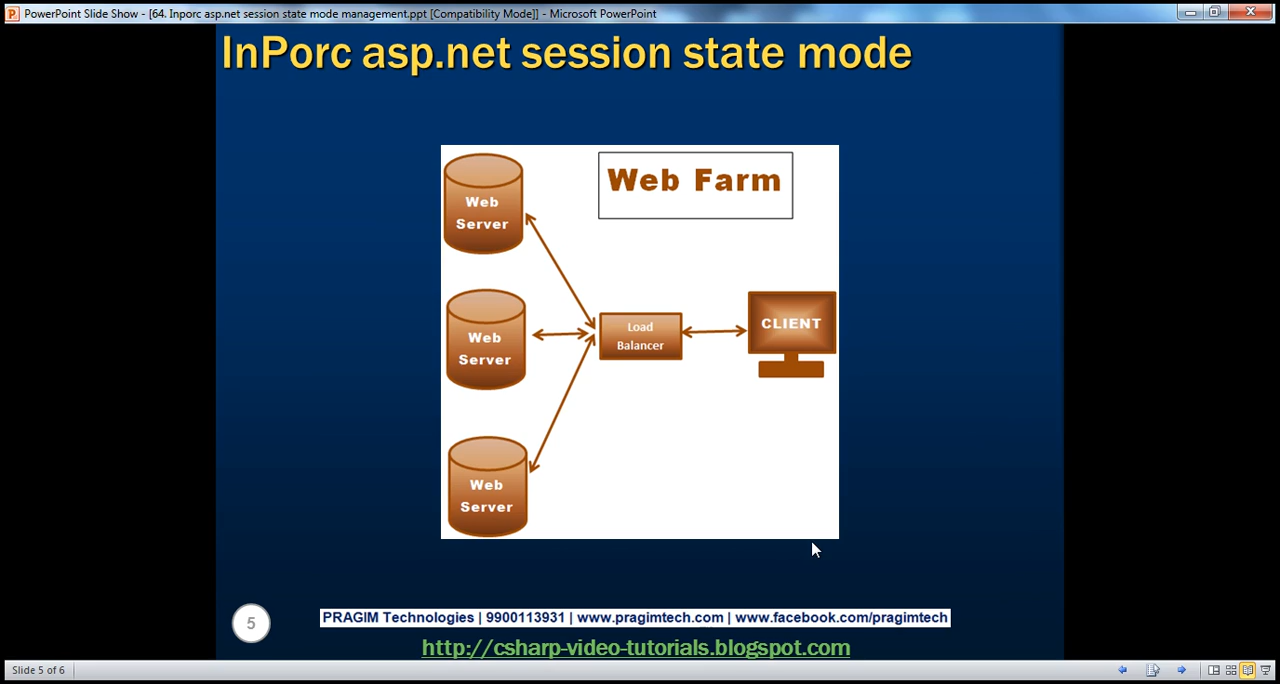 PowerPoint Slide Show - [64. Inporc asp.net session state mode management.ppt [Compatibility Mode]] - Microsoft PowerPoint
InPorc asp.net session state mode
Web Farm
Web
Server
Web
Server
Load
Balancer
CLIENT
Web
Server
5
PRAGIM Technologies | 9900113931 | www.pragimtech.com | www.facebook.com/pragimtech
http://csharp-video-tutorials.blogspot.com
Slide 5 of 6